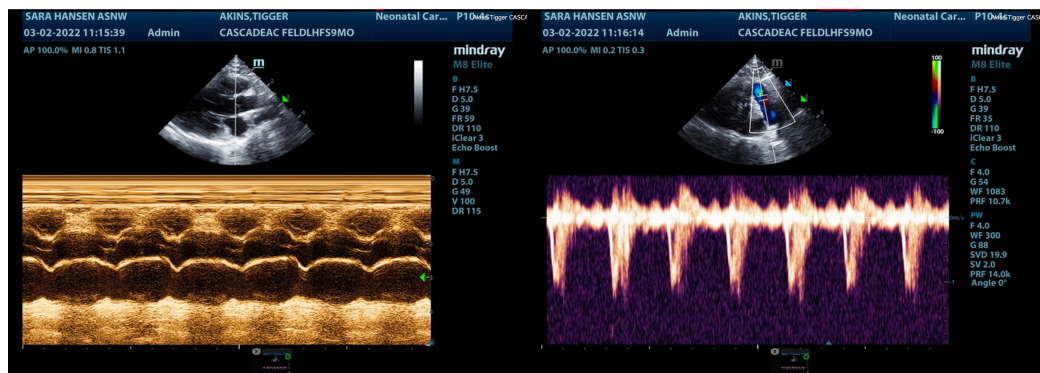 SARA HANSEN ASNW AKINS,TIGGER Neonatal Car... P10-4s
03-02-2022 11:15:39 Admin CASCADEAC FELDLHFS9MO
AP 100.0% MI 0.8 TIS 1.1
mindray
M8 Elite
m
B
F H7.5
D 5.0
G 39
FR 59
DR 110
iClear 3
Echo Boost
M
F H7.5
D 5.0
G 49
V 100
DR 115
SARA HANSEN ASNW AKINS,TIGGER Neonatal Car... P10-4s
03-02-2022 11:16:14 Admin CASCADEAC FELDLHFS9MO
AP 100.0% MI 0.2 TIS 0.3
mindray
M8 Elite
m
100
-100
B
F H7.5
D 5.0
G 39
FR 35
DR 110
iClear 3
Echo Boost
C
F 4.0
G 54
WF 1083
PRF 10.7k
PW
F 4.0
WF 300
G 88
SVD 19.9
SV 2.0
PRF 14.0k
Angle 0°
0m/s
-1